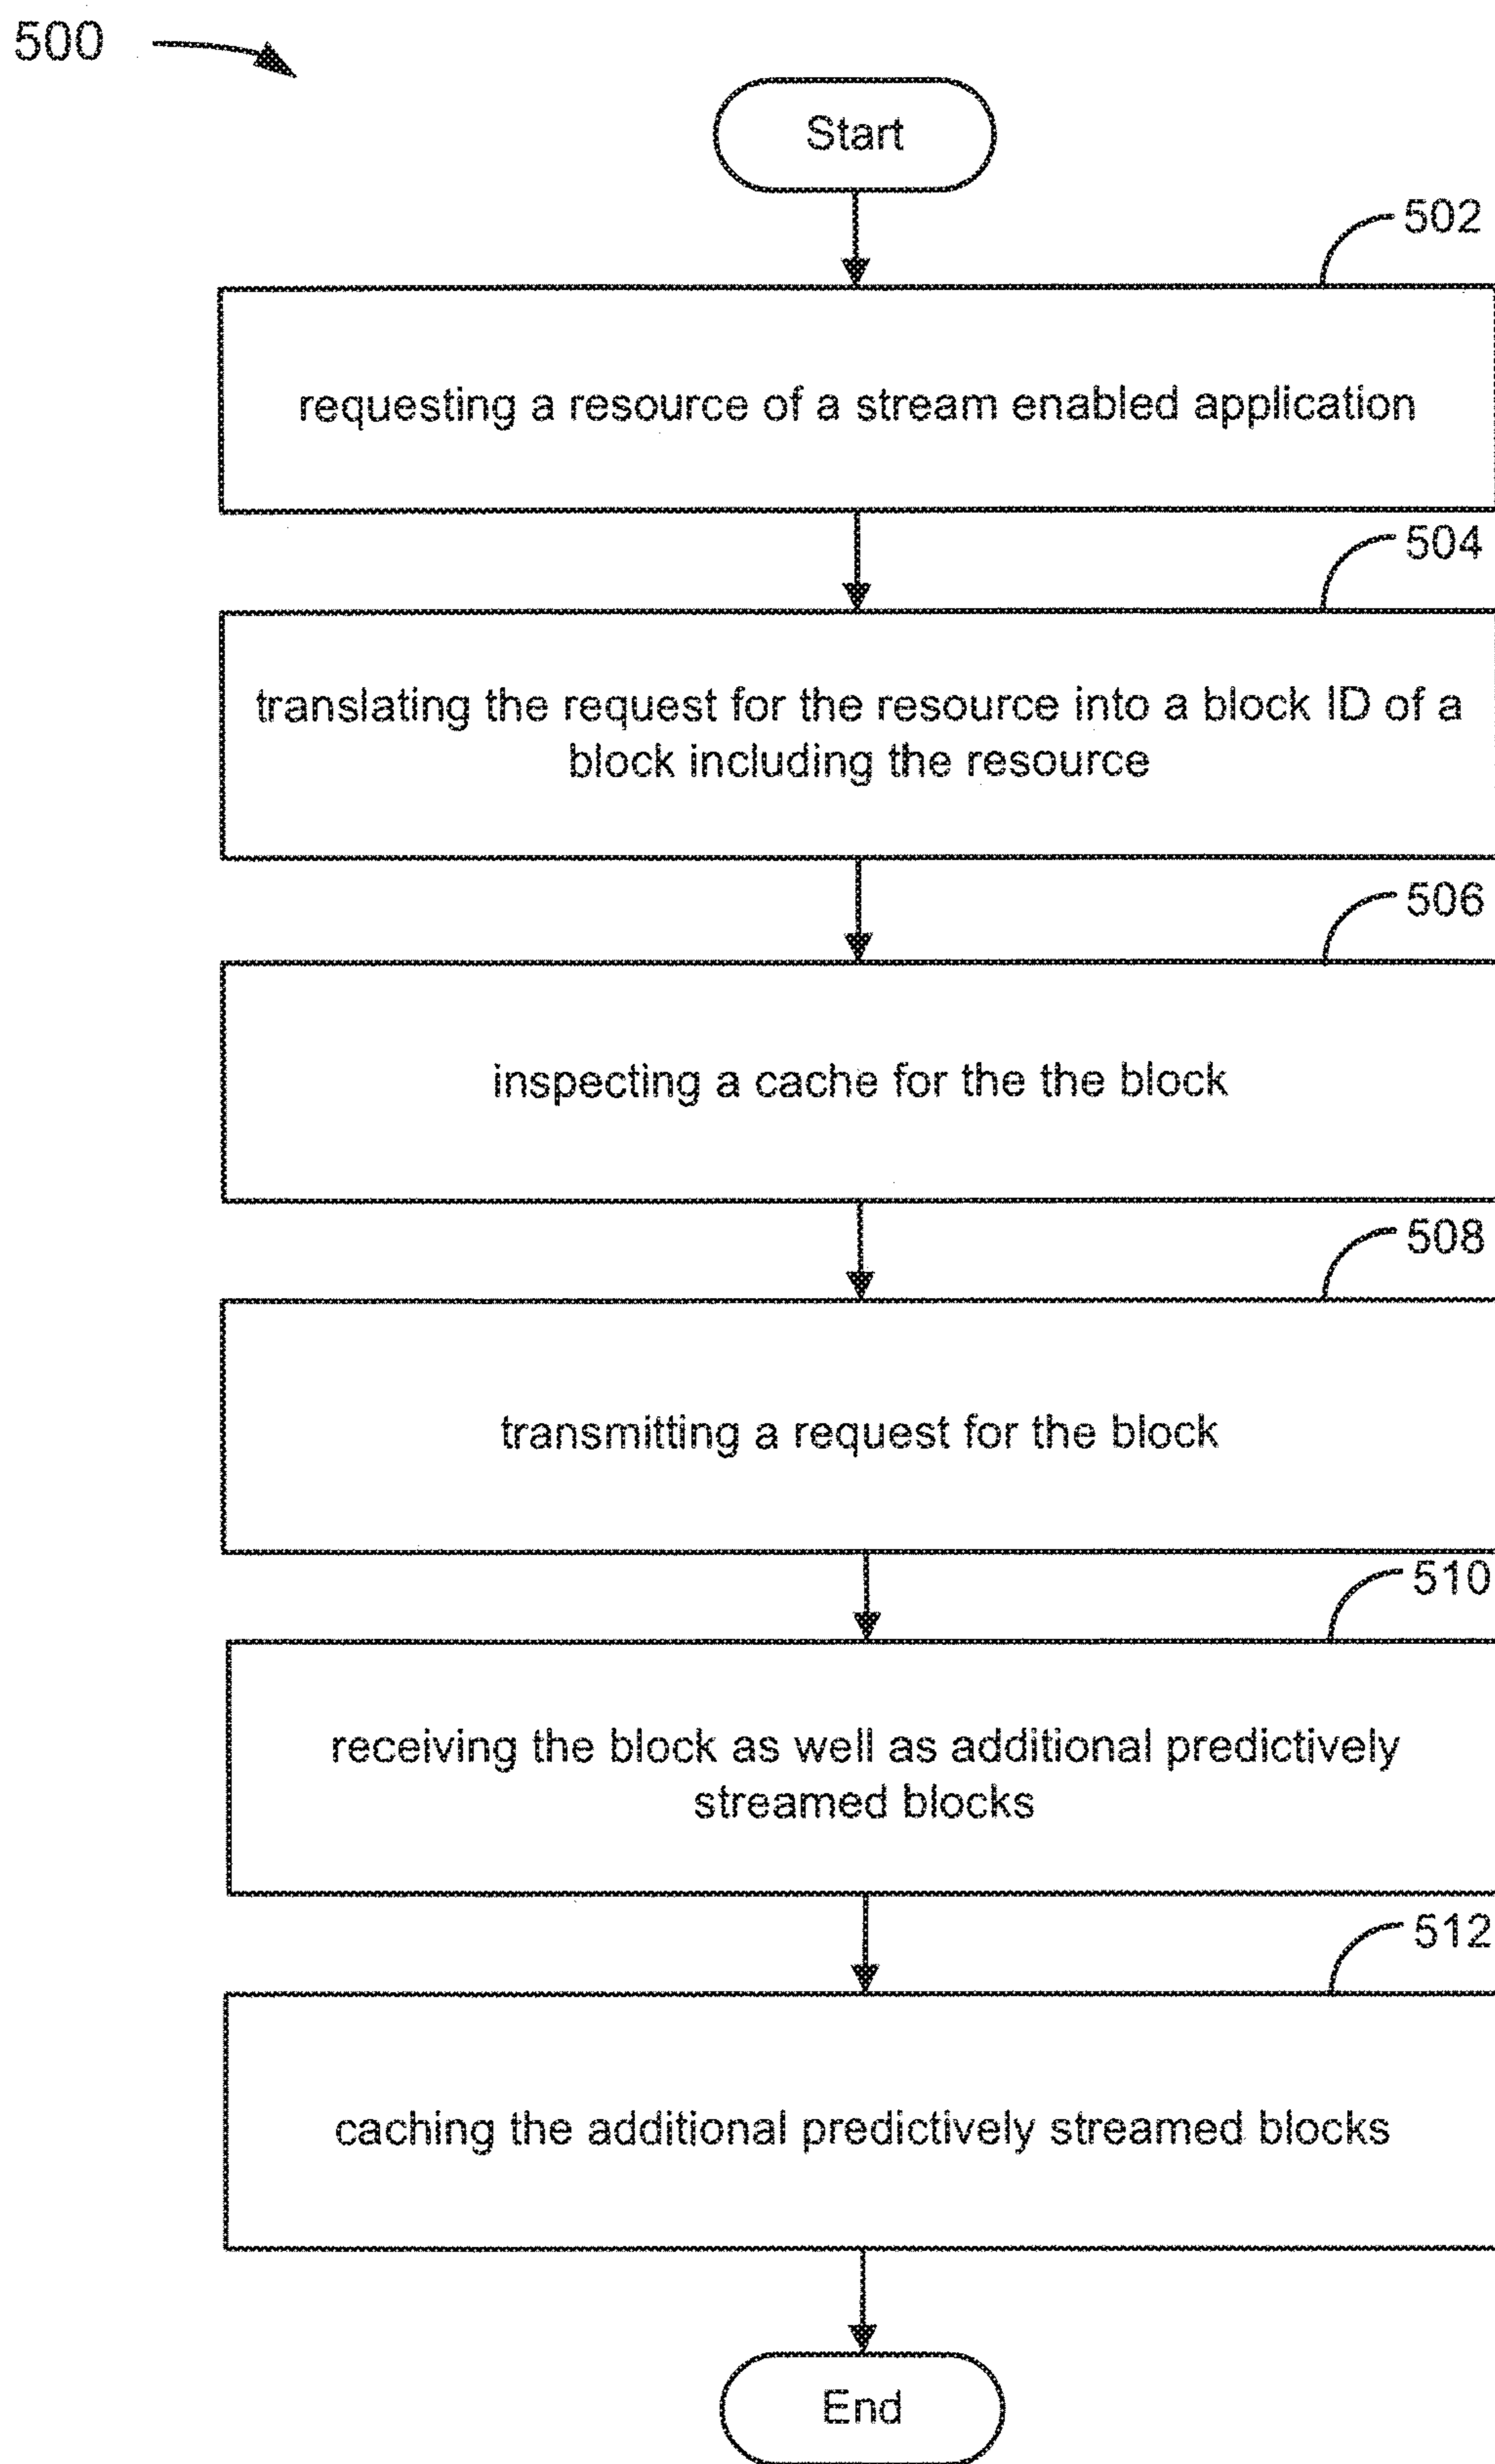 500
Start
502
requesting a resource of a stream enabled application
504
translating the request for the resource into a block ID of a
block including the resource
506
inspecting a cache for the the block
508
transmitting a request for the block
510
receiving the block as well as additional predictively
streamed blocks
512
caching the additional predictively streamed blocks
End